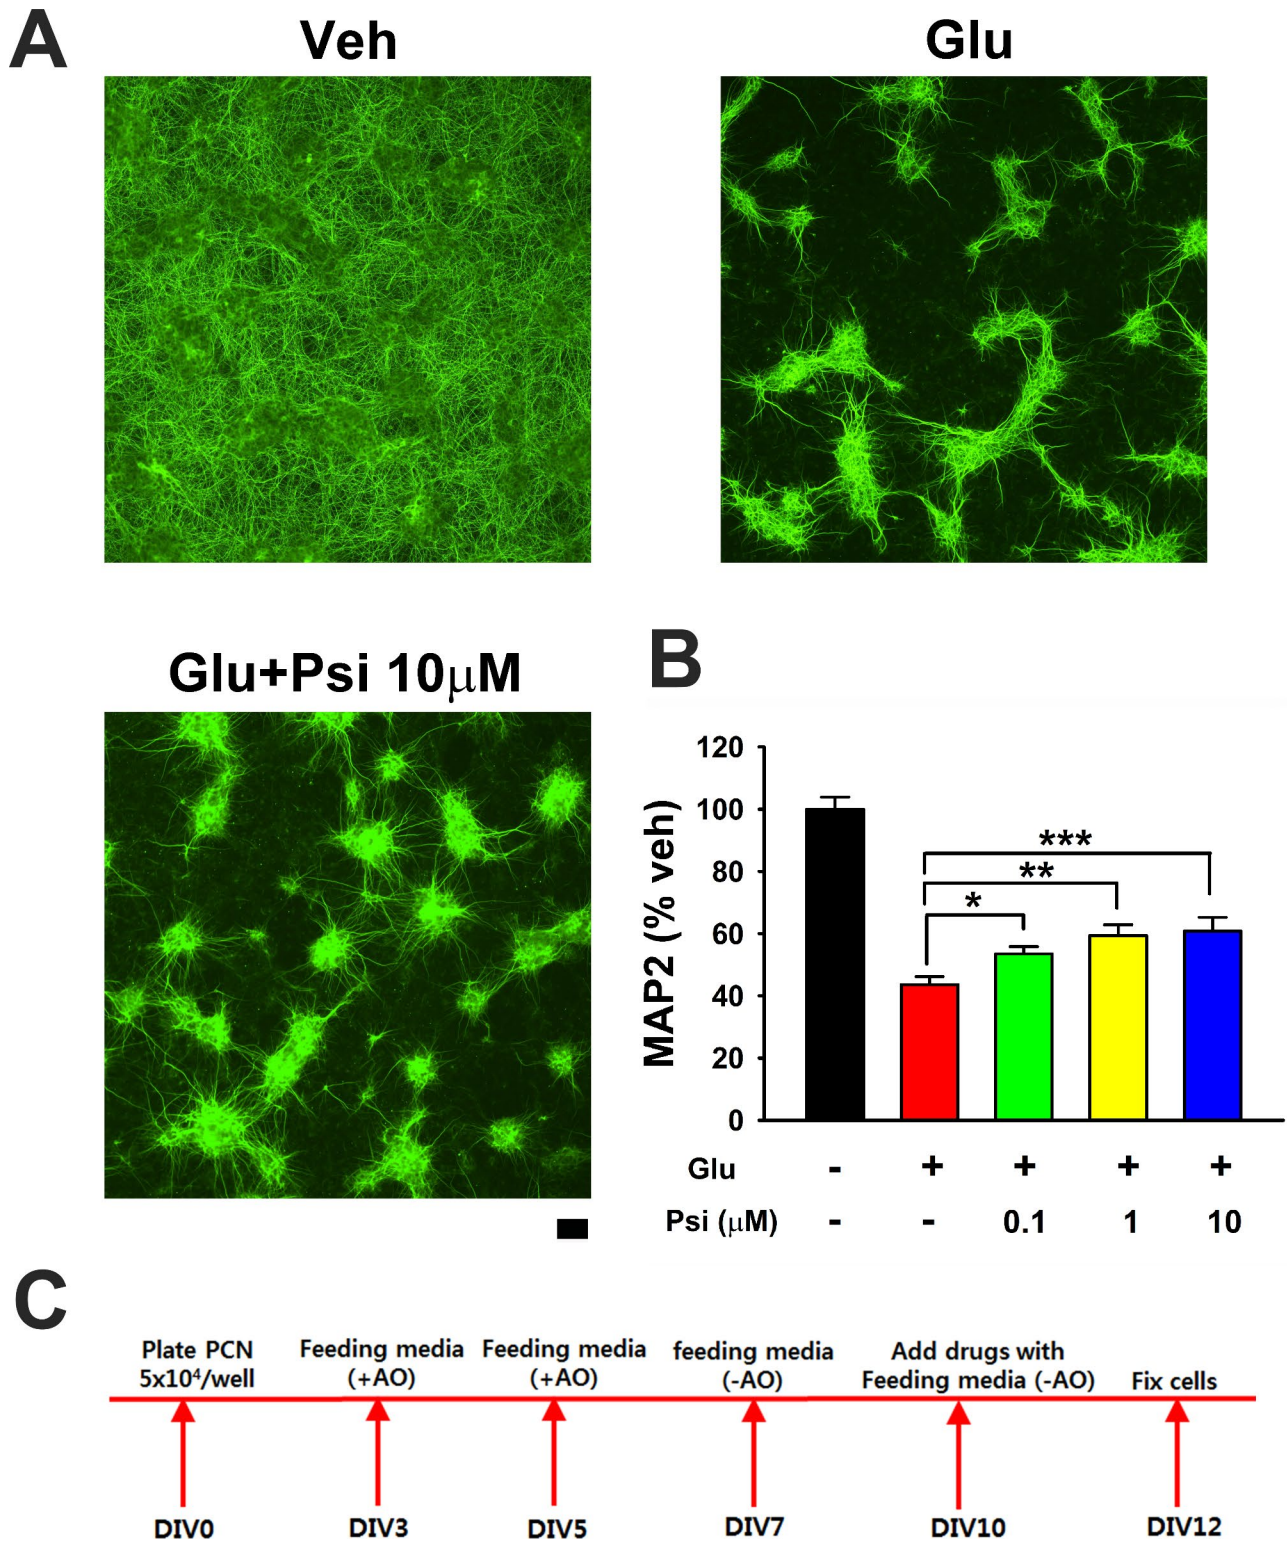 A
Veh
Glu
Glu+Psi 10μM
B
120
100
80
60
40
20
0
MAP2 (% veh)
*
**
***
Glu - + + + +
Psi (μM) - - 0.1 1 10
C
Plate PCN
5x10⁴/well
Feeding media
(+AO)
Feeding media
(+AO)
feeding media
(-AO)
Add drugs with
Feeding media (-AO)
Fix cells
DIV0 DIV3 DIV5 DIV7 DIV10 DIV12